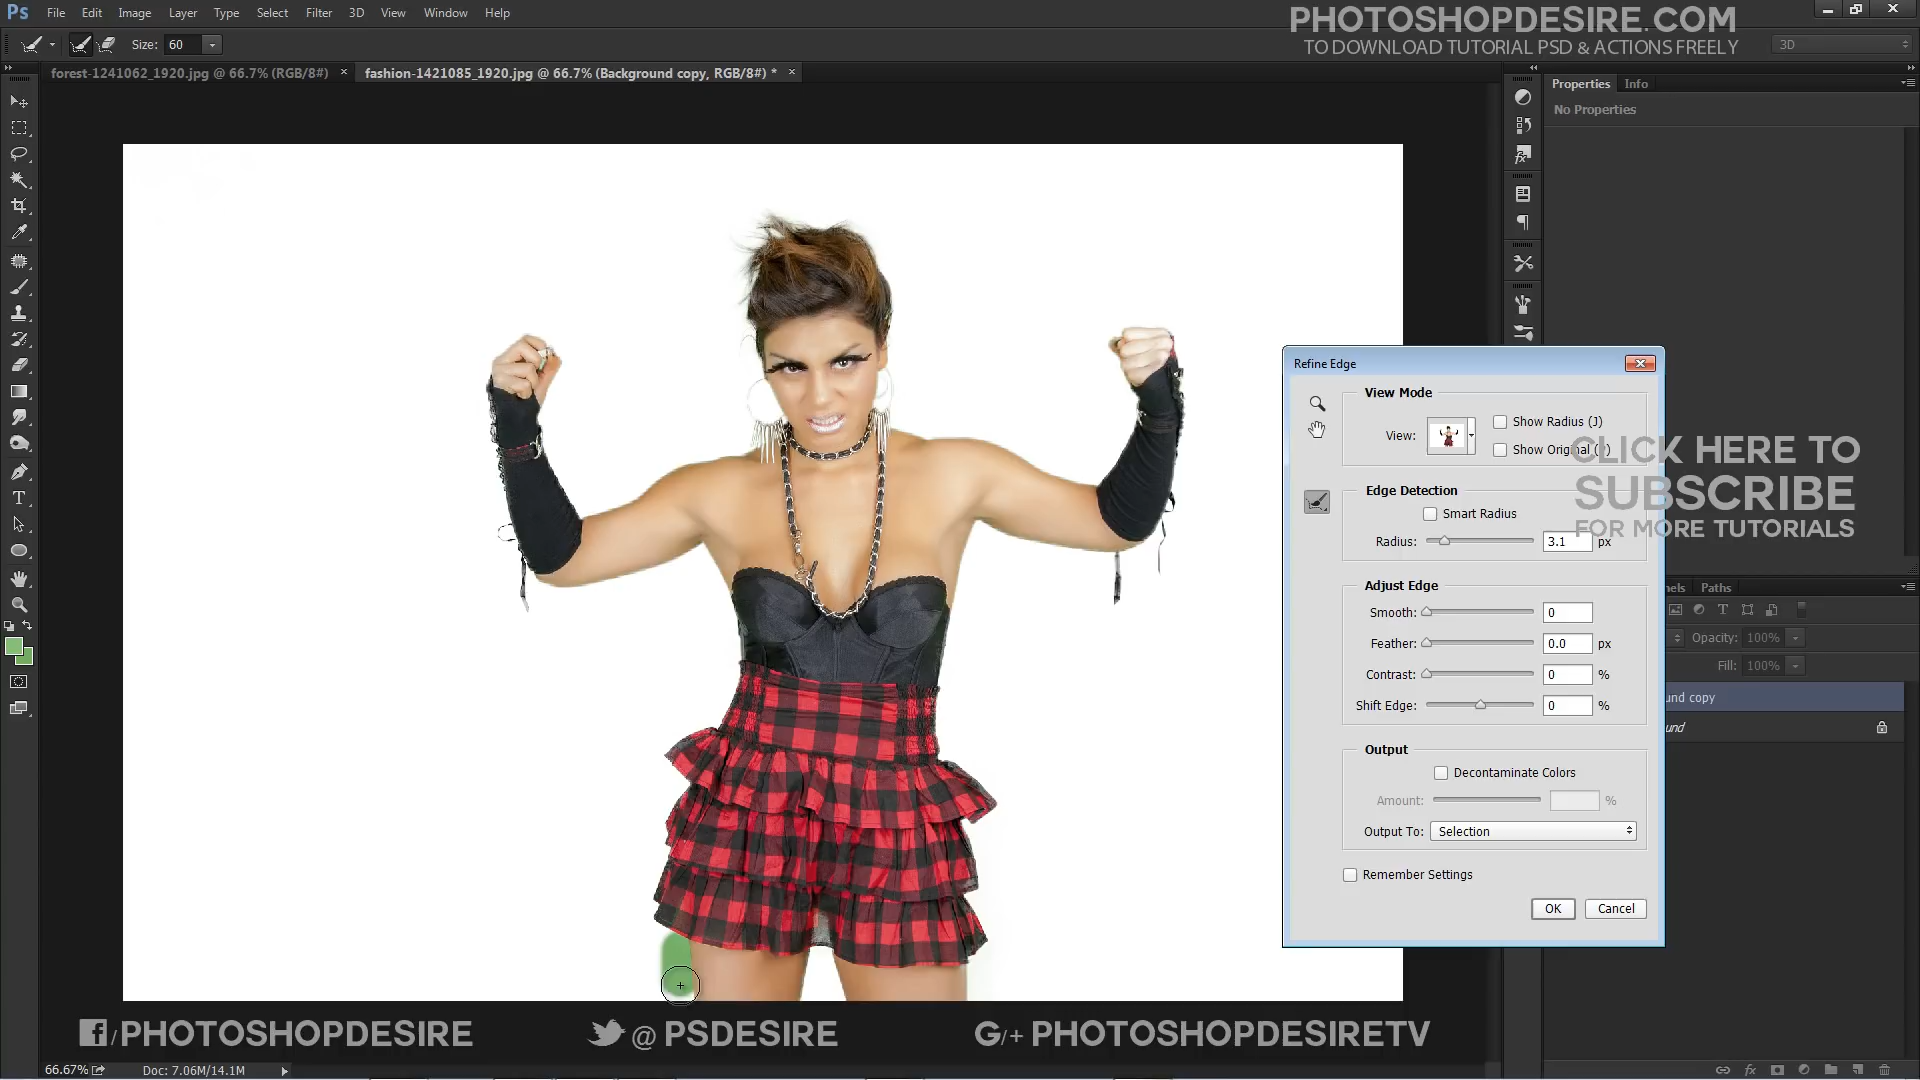 Ps File Edit Image Layer Type Select Filter 3D View Window Help
PHOTOSHOPDESIRE.COM
TO DOWNLOAD TUTORIAL PSD & ACTIONS FREELY
Size: 60
3D
forest-1241062_1920.jpg @ 66.7% (RGB/8#) ×
fashion-1421085_1920.jpg @ 66.7% (Background copy, RGB/8#) * ×
Properties Info
No Properties
Refine Edge
View Mode
View:
Show Radius (J)
Show Original (P)
CLICK HERE TO
SUBSCRIBE
FOR MORE TUTORIALS
Edge Detection
Smart Radius
Radius: 3.1 px
Adjust Edge
Smooth: 0
Feather: 0.0 px
Contrast: 0 %
Shift Edge: 0 %
Output
Decontaminate Colors
Amount: %
Output To: Selection
Remember Settings
OK Cancel
nels Paths
Opacity: 100%
Fill: 100%
und copy
und
f/PHOTOSHOPDESIRE
@ PSDESIRE
G/+ PHOTOSHOPDESIRETV
66.67% Doc: 7.06M/14.1M